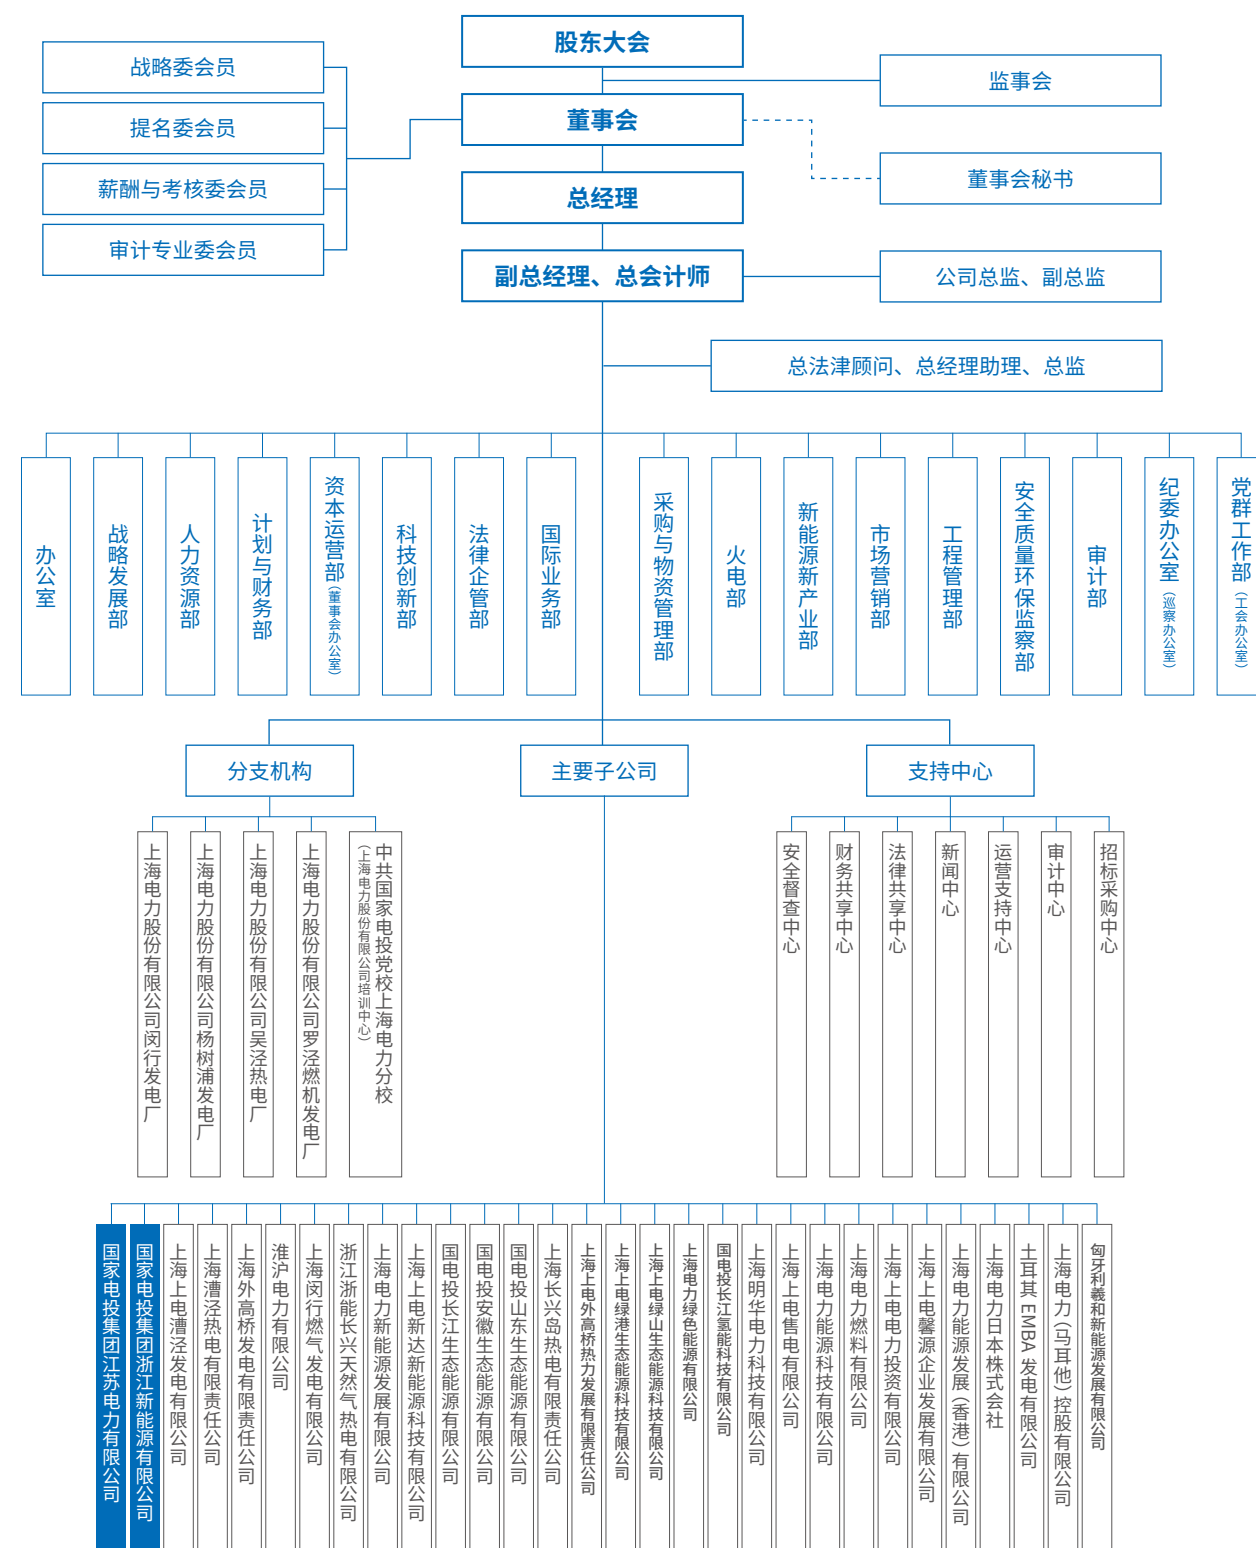 股东大会
战略委会员
监事会
董事会
提名委会员
董事会秘书
薪酬与考核委会员
总经理
审计专业委会员
副总经理、总会计师
公司总监、副总监
总法津顾问、总经理助理、总监
办公室
战略发展部
人力资源部
计划与财务部
资本运营部（董事会办公室）
科技创新部
法律企管部
国际业务部
采购与物资管理部
火电部
新能源新产业部
市场营销部
工程管理部
安全质量环保监察部
审计部
纪委办公室（巡察办公室）
党群工作部（工会办公室）
分支机构
主要子公司
支持中心
上海电力股份有限公司闵行发电厂
上海电力股份有限公司杨树浦发电厂
上海电力股份有限公司吴泾热电厂
上海电力股份有限公司罗泾燃机发电厂
中共国家电投党校上海电力分校
（上海电力股份有限公司培训中心）
安全督查中心
财务共享中心
法律共享中心
新闻中心
运营支持中心
审计中心
招标采购中心
国家电投集团江苏电力有限公司
国家电投集团浙江新能源有限公司
上海上电漕泾发电有限公司
上海漕泾热电有限责任公司
上海外高桥发电有限责任公司
淮沪电力有限公司
上海闵行燃气发电有限公司
浙江浙能长兴天然气热电有限公司
上海电力新能源发展有限公司
上海上电新达新能源科技有限公司
国电投长江生态能源有限公司
国电投安徽生态能源有限公司
国电投山东生态能源有限公司
上海长兴岛热电有限责任公司
上海上电外高桥热力发展有限责任公司
上海上电绿港生态能源科技有限公司
上海上电绿山生态能源科技有限公司
上海电力绿色能源有限公司
国电投长江氢能科技有限公司
上海明华电力科技有限公司
上海上电售电有限公司
上海电力能源科技有限公司
上海电力燃料有限公司
上海上电电力投资有限公司
上海上电馨源企业发展有限公司
上海电力能源发展（香港）有限公司
上海电力日本株式会社
土耳其 EMBA 发电有限公司
上海电力（马耳他）控股有限公司
匈牙利羲和新能源发展有限公司